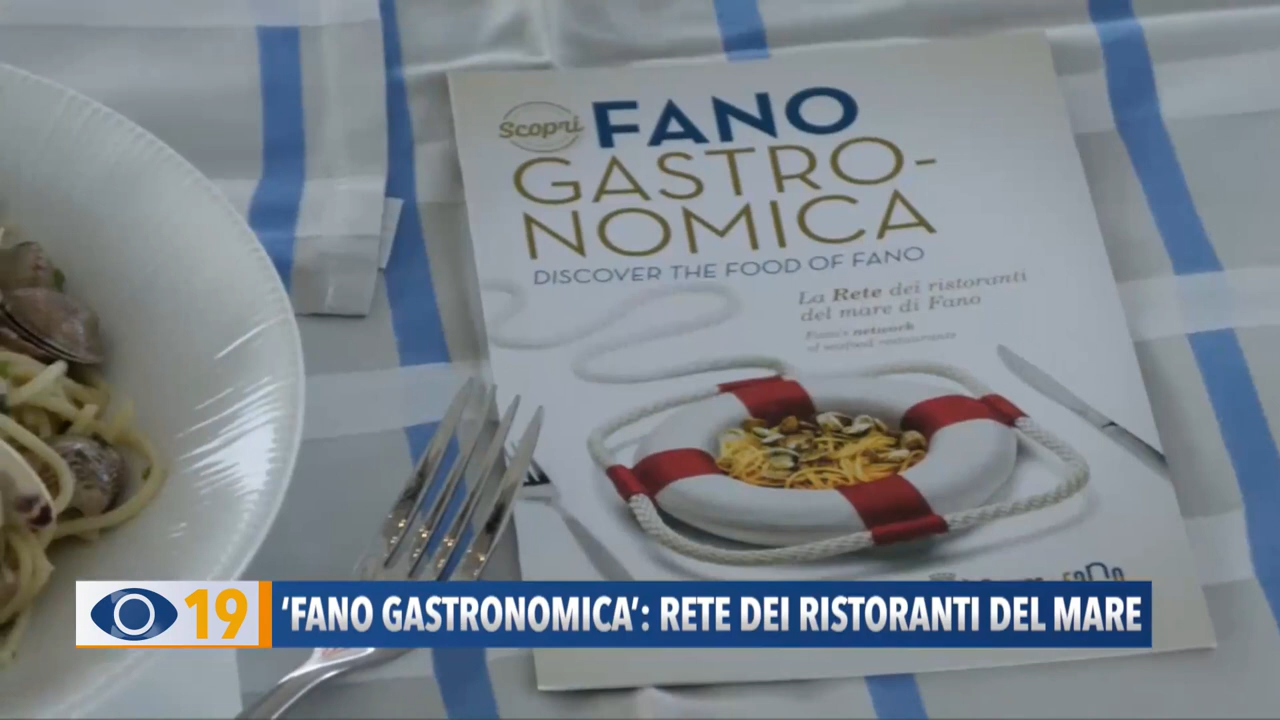 Scopri
FANO
GASTRO-
NOMICA
DISCOVER THE FOOD OF FANO
La Rete dei ristoranti
del mare di Fano
Fano's network
of seafood restaurants
19
‘FANO GASTRONOMICA’: RETE DEI RISTORANTI DEL MARE